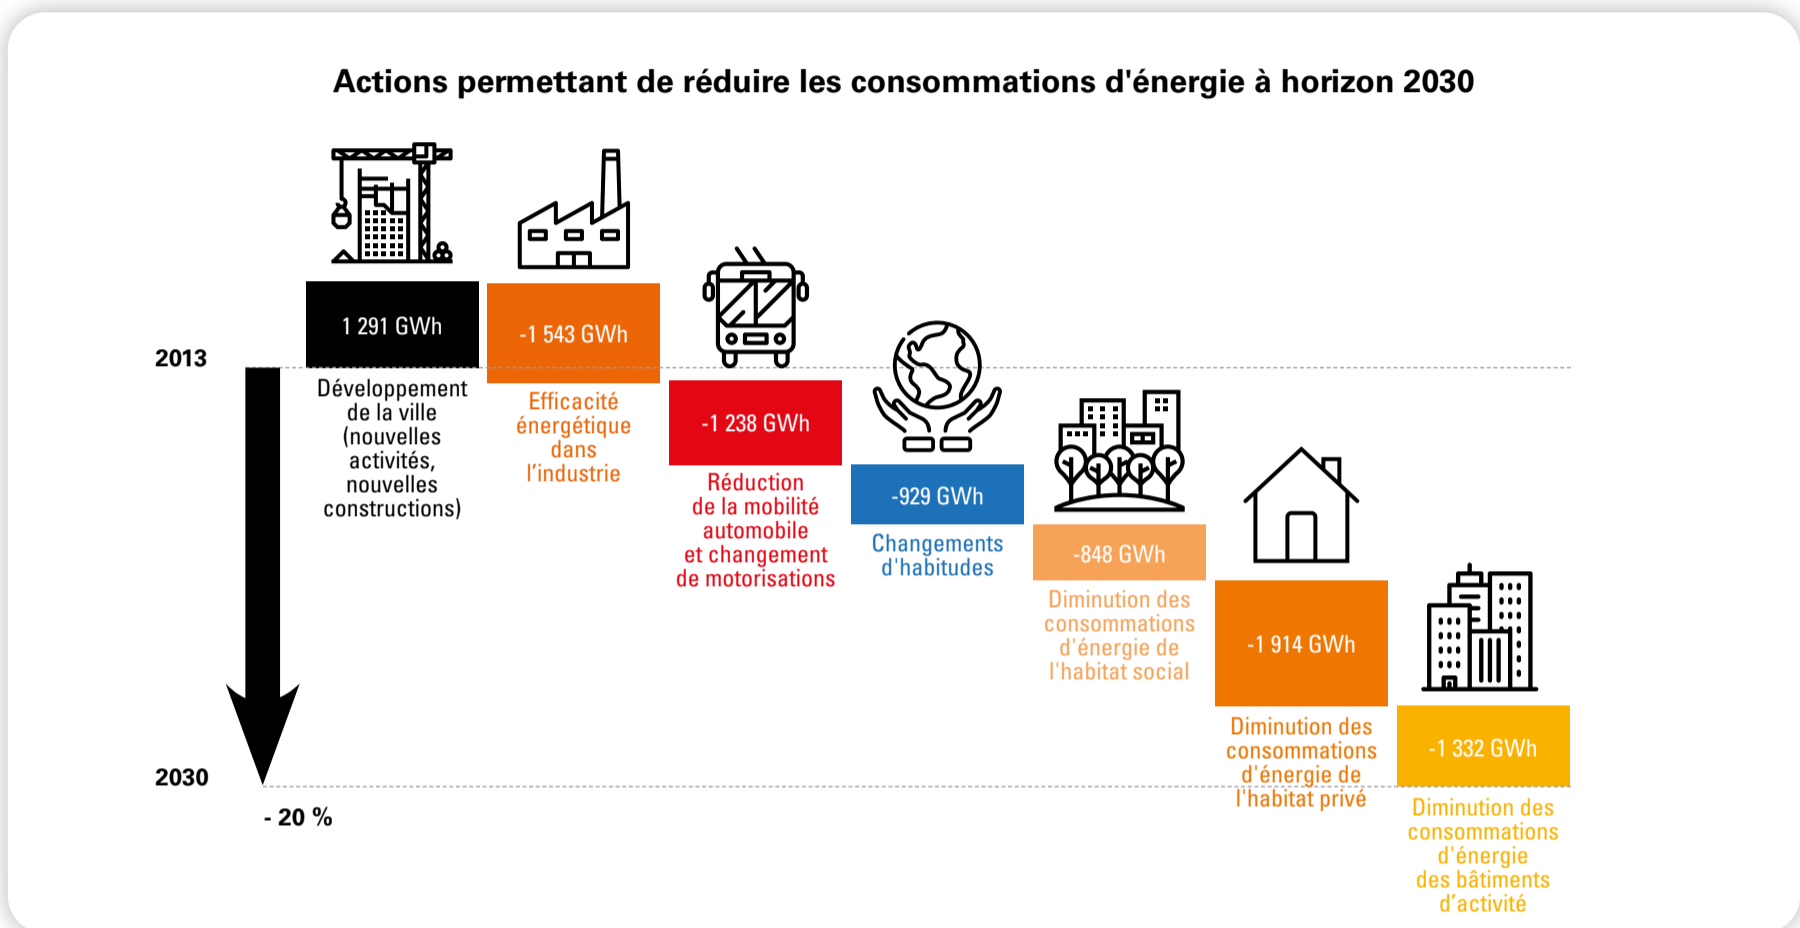 Actions permettant de réduire les consommations d'énergie à horizon 2030
2013
1 291 GWh
Développement
de la ville
(nouvelles
activités,
nouvelles
constructions)
-1 543 GWh
Efficacité
énergétique
dans
l’industrie
-1 238 GWh
Réduction
de la mobilité
automobile
et changement
de motorisations
-929 GWh
Changements
d'habitudes
-848 GWh
Diminution des
consommations
d'énergie de
l'habitat social
-1 914 GWh
Diminution des
consommations
d'énergie de
l'habitat privé
-1 332 GWh
Diminution des
consommations
d'énergie
des bâtiments
d’activité
2030
- 20 %